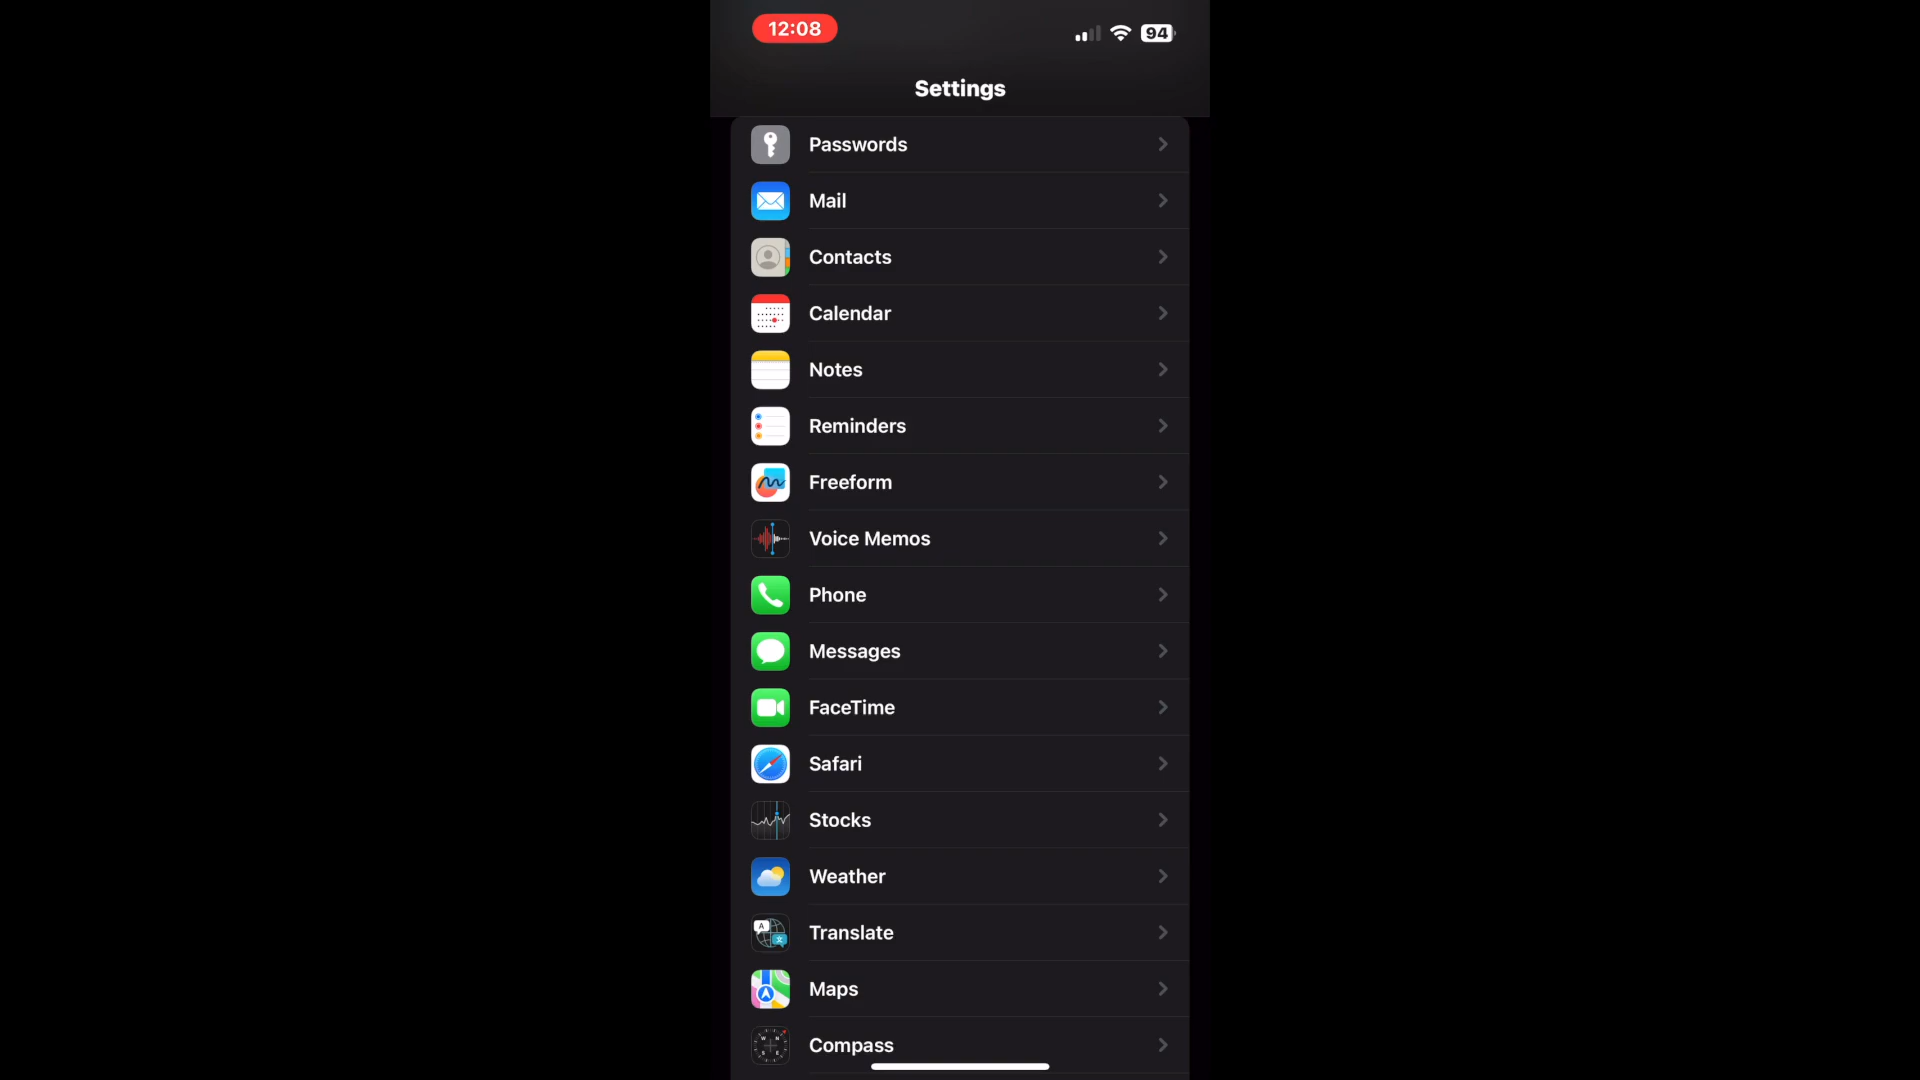 12:08
94
Settings
Passwords
Mail
Contacts
Calendar
Notes
Reminders
Freeform
Voice Memos
Phone
Messages
FaceTime
Safari
Stocks
Weather
Translate
Maps
Compass